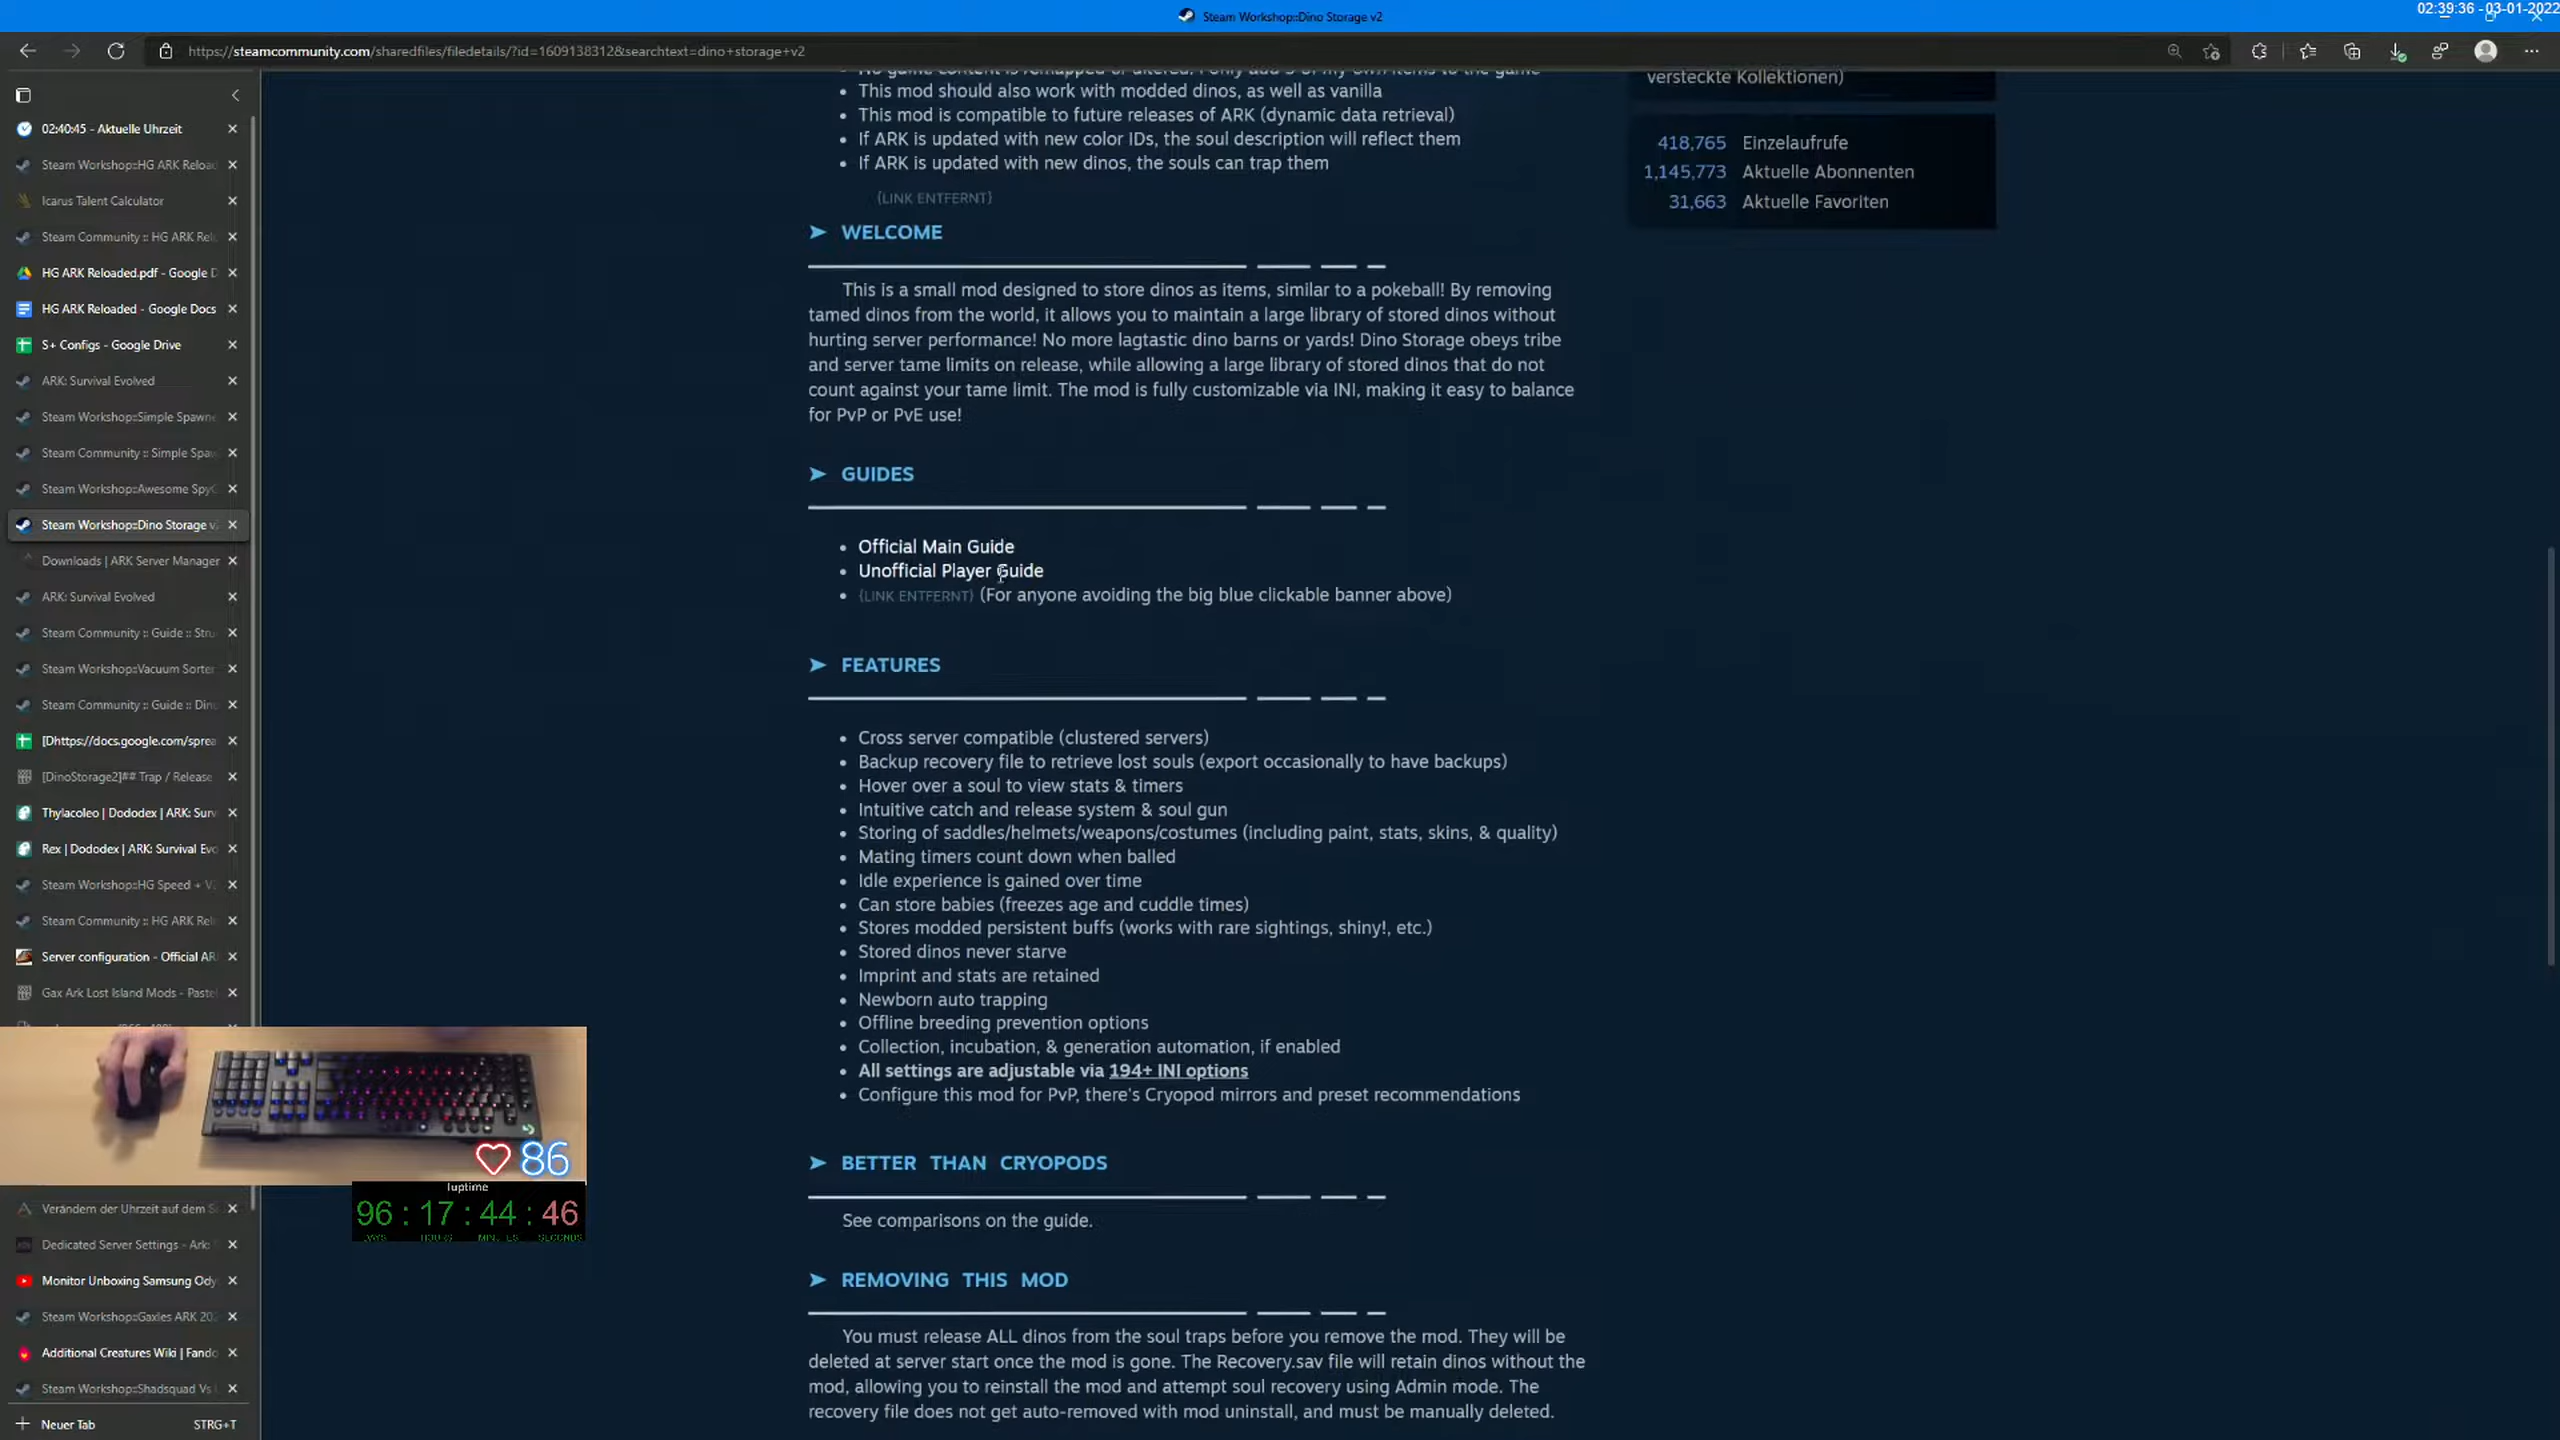 Steam Workshop::Dino Storage v2
02:39:36 - 03-01-2022
https://steamcommunity.com/sharedfiles/filedetails/?id=1609138312&searchtext=dino+storage+v2
02:40:45 - Aktuelle Uhrzeit
Steam Workshop::HG ARK Reloa
Icarus Talent Calculator
Steam Community :: HG ARK Rel
HG ARK Reloaded.pdf - Google D
HG ARK Reloaded - Google Docs
S+ Configs - Google Drive
ARK: Survival Evolved
Steam Workshop::Simple Spawne
Steam Community :: Simple Spaw
Steam Workshop::Awesome SpyG
Steam Workshop::Dino Storage v
Downloads | ARK Server Manager
ARK: Survival Evolved
Steam Community :: Guide :: Stru
Steam Workshop::Vacuum Sorter
Steam Community :: Guide :: Dino
[Dhttps://docs.google.com/sprea
[DinoStorage2]## Trap / Release
Thylacoleo | Dododex | ARK: Surv
Rex | Dododex | ARK: Survival Evo
Steam Workshop::HG Speed + V
Steam Community :: HG ARK Rel
Server configuration - Official AR
Gax Ark Lost Island Mods - Paste
Verändern der Uhrzeit auf dem S
Dedicated Server Settings - Ark:
Monitor Unboxing Samsung Ody
Steam Workshop::Gaxles ARK 20
Additional Creatures Wiki | Fando
Steam Workshop::Shadsquad Vs
Neuer Tab STRG+T
86
1uptime
96 : 17 : 44 : 46
DAYS HOURS MINUTES SECONDS
No game content is remapped or altered. I only add 3 of my own items to the game
This mod should also work with modded dinos, as well as vanilla
This mod is compatible to future releases of ARK (dynamic data retrieval)
If ARK is updated with new color IDs, the soul description will reflect them
If ARK is updated with new dinos, the souls can trap them
{LINK ENTFERNT}
➤ WELCOME
This is a small mod designed to store dinos as items, similar to a pokeball! By removing
tamed dinos from the world, it allows you to maintain a large library of stored dinos without
hurting server performance! No more lagtastic dino barns or yards! Dino Storage obeys tribe
and server tame limits on release, while allowing a large library of stored dinos that do not
count against your tame limit. The mod is fully customizable via INI, making it easy to balance
for PvP or PvE use!
➤ GUIDES
Official Main Guide
Unofficial Player Guide
{LINK ENTFERNT} (For anyone avoiding the big blue clickable banner above)
➤ FEATURES
Cross server compatible (clustered servers)
Backup recovery file to retrieve lost souls (export occasionally to have backups)
Hover over a soul to view stats & timers
Intuitive catch and release system & soul gun
Storing of saddles/helmets/weapons/costumes (including paint, stats, skins, & quality)
Mating timers count down when balled
Idle experience is gained over time
Can store babies (freezes age and cuddle times)
Stores modded persistent buffs (works with rare sightings, shiny!, etc.)
Stored dinos never starve
Imprint and stats are retained
Newborn auto trapping
Offline breeding prevention options
Collection, incubation, & generation automation, if enabled
All settings are adjustable via 194+ INI options
Configure this mod for PvP, there's Cryopod mirrors and preset recommendations
➤ BETTER THAN CRYOPODS
See comparisons on the guide.
➤ REMOVING THIS MOD
You must release ALL dinos from the soul traps before you remove the mod. They will be
deleted at server start once the mod is gone. The Recovery.sav file will retain dinos without the
mod, allowing you to reinstall the mod and attempt soul recovery using Admin mode. The
recovery file does not get auto-removed with mod uninstall, and must be manually deleted.
versteckte Kollektionen)
418,765 Einzelaufrufe
1,145,773 Aktuelle Abonnenten
31,663 Aktuelle Favoriten